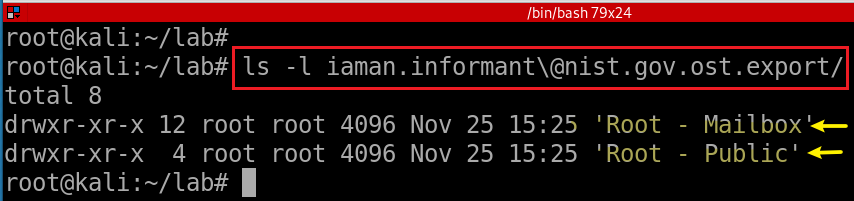 /bin/bash 79x24
root@kali:~/lab#
root@kali:~/lab# ls -l iaman.informant\@nist.gov.ost.export/
total 8
drwxr-xr-x 12 root root 4096 Nov 25 15:25 'Root - Mailbox'
drwxr-xr-x  4 root root 4096 Nov 25 15:25 'Root - Public'
root@kali:~/lab#